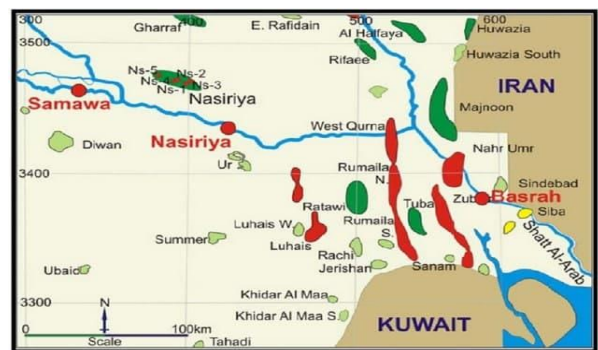 300
400
500
600
3500
Gharraf
E. Rafidain
Al Halfaya
Huwazia
Rifaee
Huwazia South
IRAN
Ns-5
Ns-2
Ns-4
Ns-3
Ns-1
Nasiriya
Samawa
Majnoon
West Qurna
Nasiriya
Diwan
Nahr Umr
Ur
3400
Rumaila
N.
Sindebad
Zub
Basrah
Ratawi
Tuba
Siba
Luhais W.
Rumaila
S.
Shatt Al-Arab
Summer
Luhais
Rachi
Jerishan
Sanam
Ubaid
Khidar Al Maa
3300
N
Khidar Al Maa S.
KUWAIT
0
100km
Scale
Tahadi